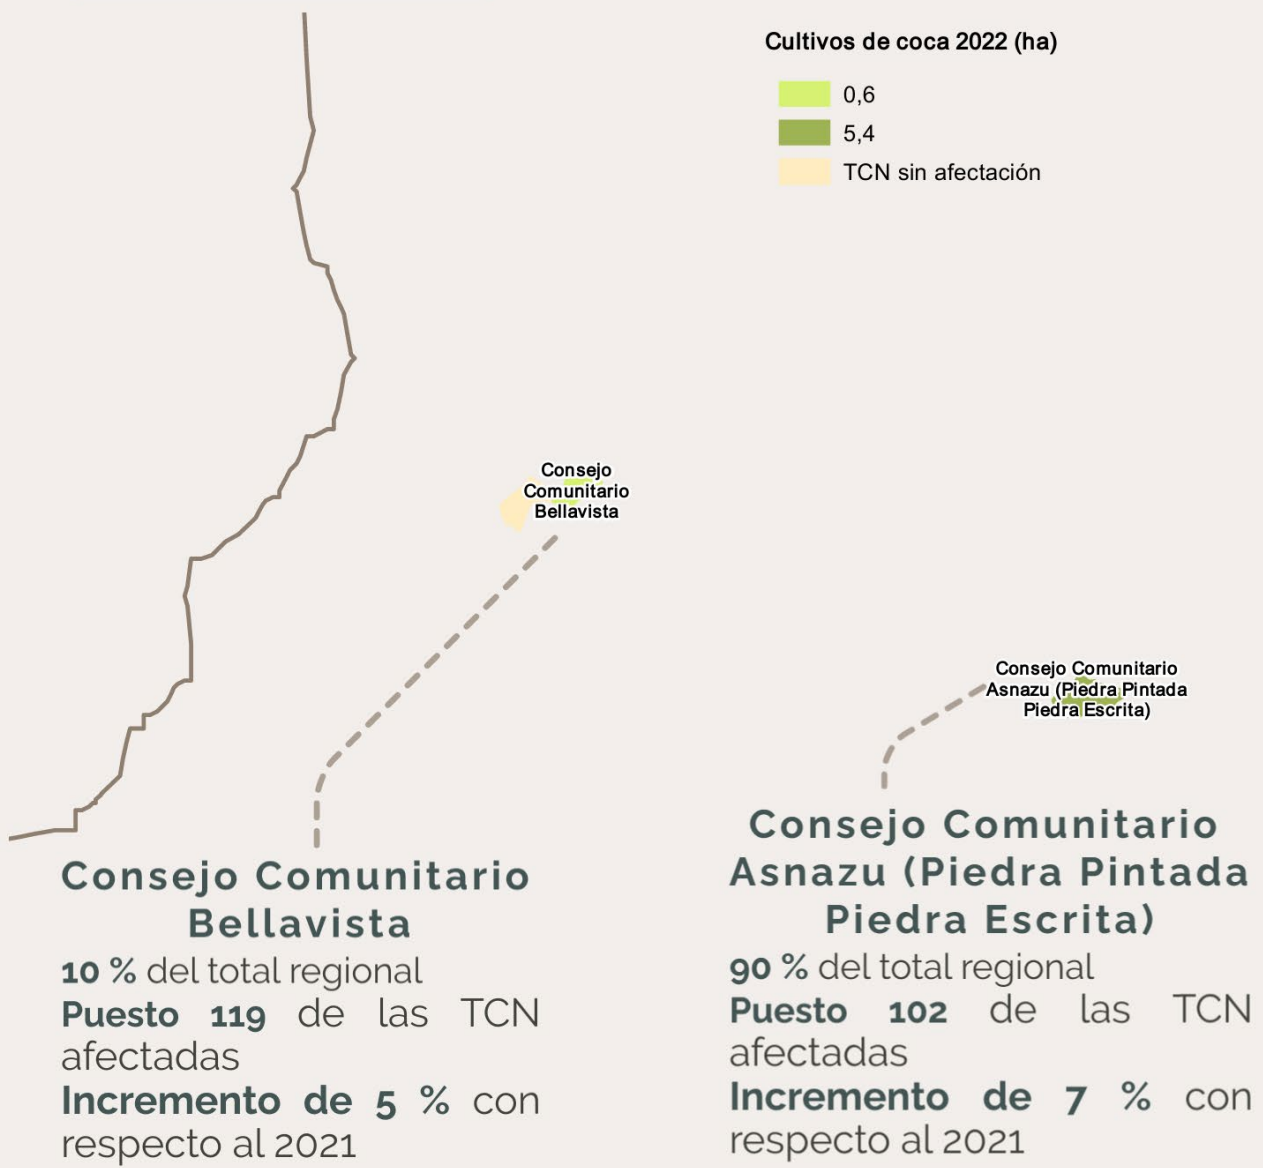 Cultivos de coca 2022 (ha)
0,6
5,4
TCN sin afectación
Consejo
Comunitario
Bellavista
Consejo Comunitario
Asnazu (Piedra Pintada
Piedra Escrita)
Consejo Comunitario
Bellavista
10 % del total regional
Puesto 119 de las TCN
afectadas
Incremento de 5 % con
respecto al 2021
Consejo Comunitario
Asnazu (Piedra Pintada
Piedra Escrita)
90 % del total regional
Puesto 102 de las TCN
afectadas
Incremento de 7 % con
respecto al 2021